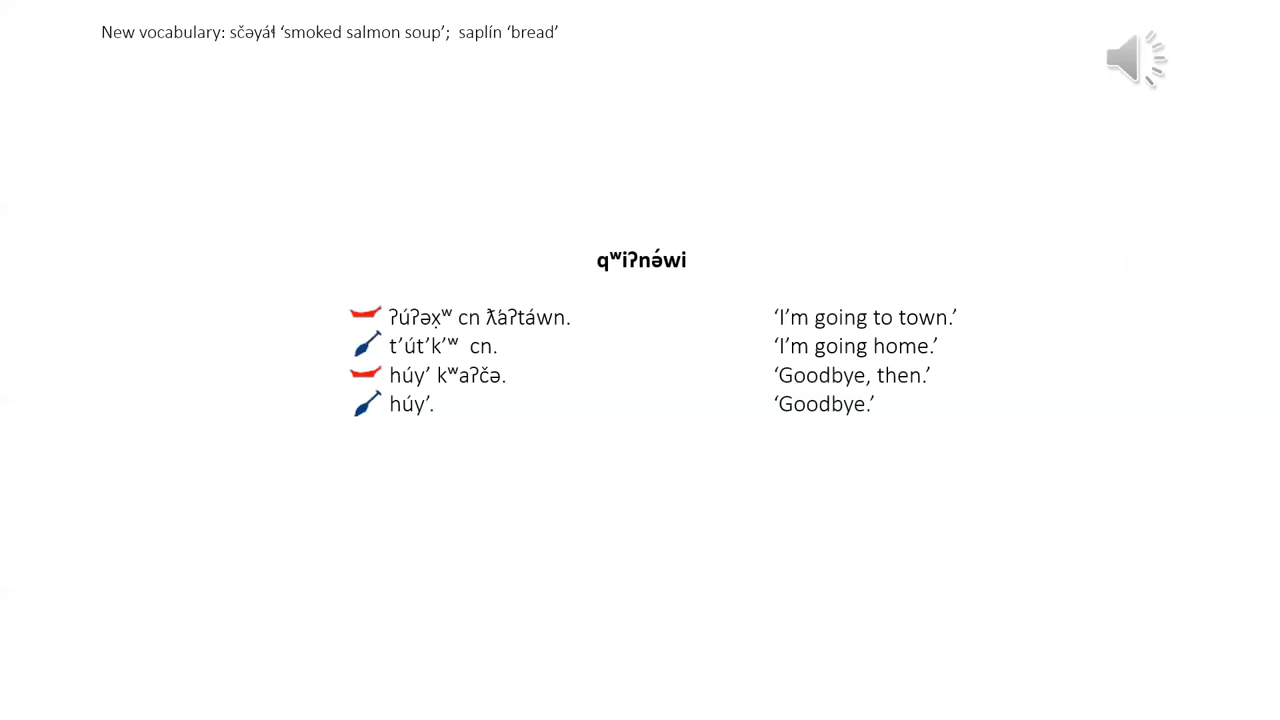 New vocabulary: sčəyáɬ ‘smoked salmon soup’; saplín ‘bread’
qʷiʔnə́wi
ʔúʔəx̣ʷ cn ƛ̕áʔtáwn. ‘I’m going to town.’
t’út’k’ʷ cn. ‘I’m going home.’
húy’ kʷaʔčə. ‘Goodbye, then.’
húy’. ‘Goodbye.’